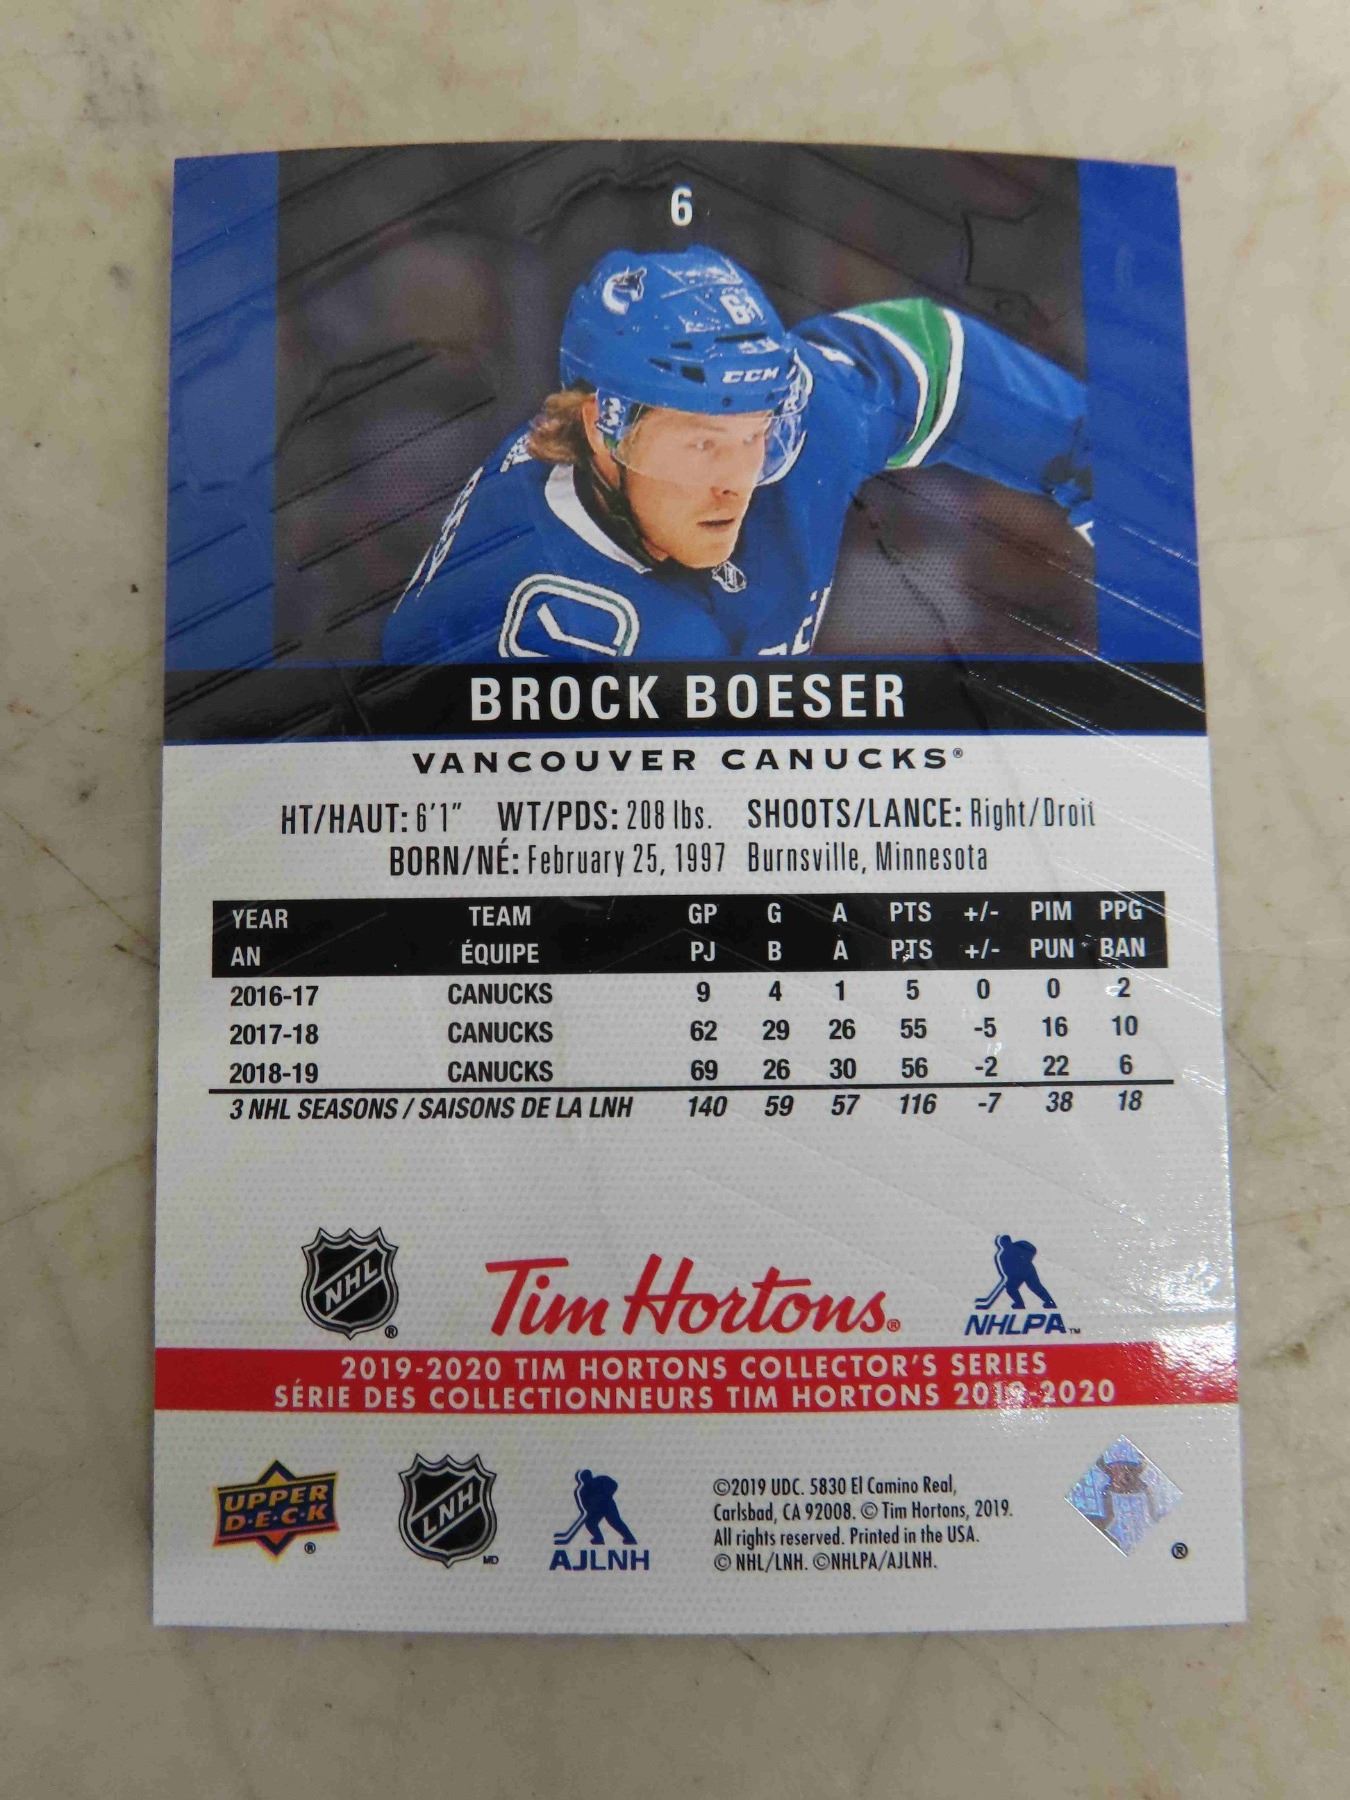 6
61
CCM
BROCK BOESER
VANCOUVER CANUCKS®
HT/HAUT: 6'1" WT/PDS: 208 lbs. SHOOTS/LANCE: Right/Droit
BORN/NÉ: February 25, 1997 Burnsville, Minnesota
YEAR TEAM GP G A PTS +/- PIM PPG
AN ÉQUIPE PJ B A PTS +/- PUN BAN
2016-17 CANUCKS 9 4 1 5 0 0 2
2017-18 CANUCKS 62 29 26 55 -5 16 10
2018-19 CANUCKS 69 26 30 56 -2 22 6
3 NHL SEASONS / SAISONS DE LA LNH 140 59 57 116 -7 38 18
NHL ®
Tim Hortons®
NHLPA™
2019-2020 TIM HORTONS COLLECTOR'S SERIES
SÉRIE DES COLLECTIONNEURS TIM HORTONS 2019-2020
UPPER
D·E·C·K ®
LNH MD
AJLNH
©2019 UDC. 5830 El Camino Real,
Carlsbad, CA 92008. © Tim Hortons, 2019.
All rights reserved. Printed in the USA.
© NHL/LNH. ©NHLPA/AJLNH.
®